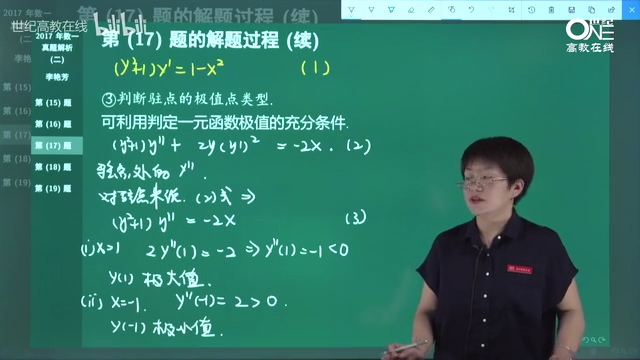 世纪高教在线 bilibili
ONE
高教在线
2017 年数一
真题解析
(二)
李艳芳
第 (15) 题
第 (16) 题
第 (17) 题
第 (18) 题
第 (19) 题
第 (17) 题的解题过程 (续)
(y²+1)y' = 1-x² (1)
③判断驻点的极值点类型.
可利用判定一元函数极值的充分条件.
(y²+1)y'' + 2y(y')² = -2x. (2)
驻点处的 y''.
对驻点来说. (2)式 ⇒
(y²+1) y'' = -2x (3)
(i) x=1 2y''(1) = -2 ⇒ y''(1) = -1 < 0
y(1) 极大值.
(ii) x=-1. y''(-1) = 2 > 0.
y(-1) 极小值.